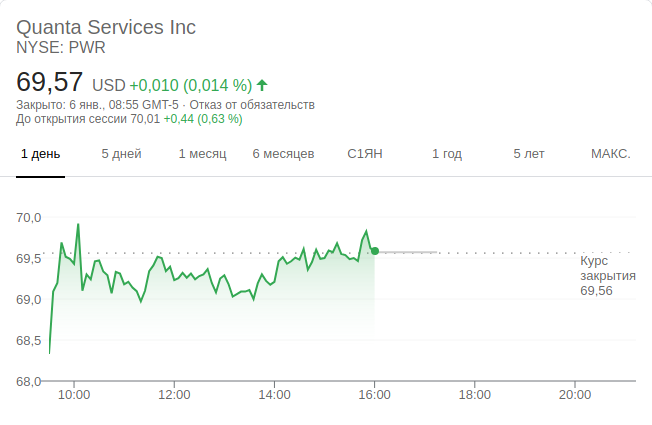 Quanta Services Inc
NYSE: PWR
69,57 USD +0,010 (0,014 %)
Закрыто: 6 янв., 08:55 GMT-5 · Отказ от обязательств
До открытия сессии 70,01 +0,44 (0,63 %)
1 день 5 дней 1 месяц 6 месяцев С1ЯН 1 год 5 лет МАКС.
70,0
69,5
Курс
закрытия
69,56
69,0
68,5
68,0
10:00 12:00 14:00 16:00 18:00 20:00